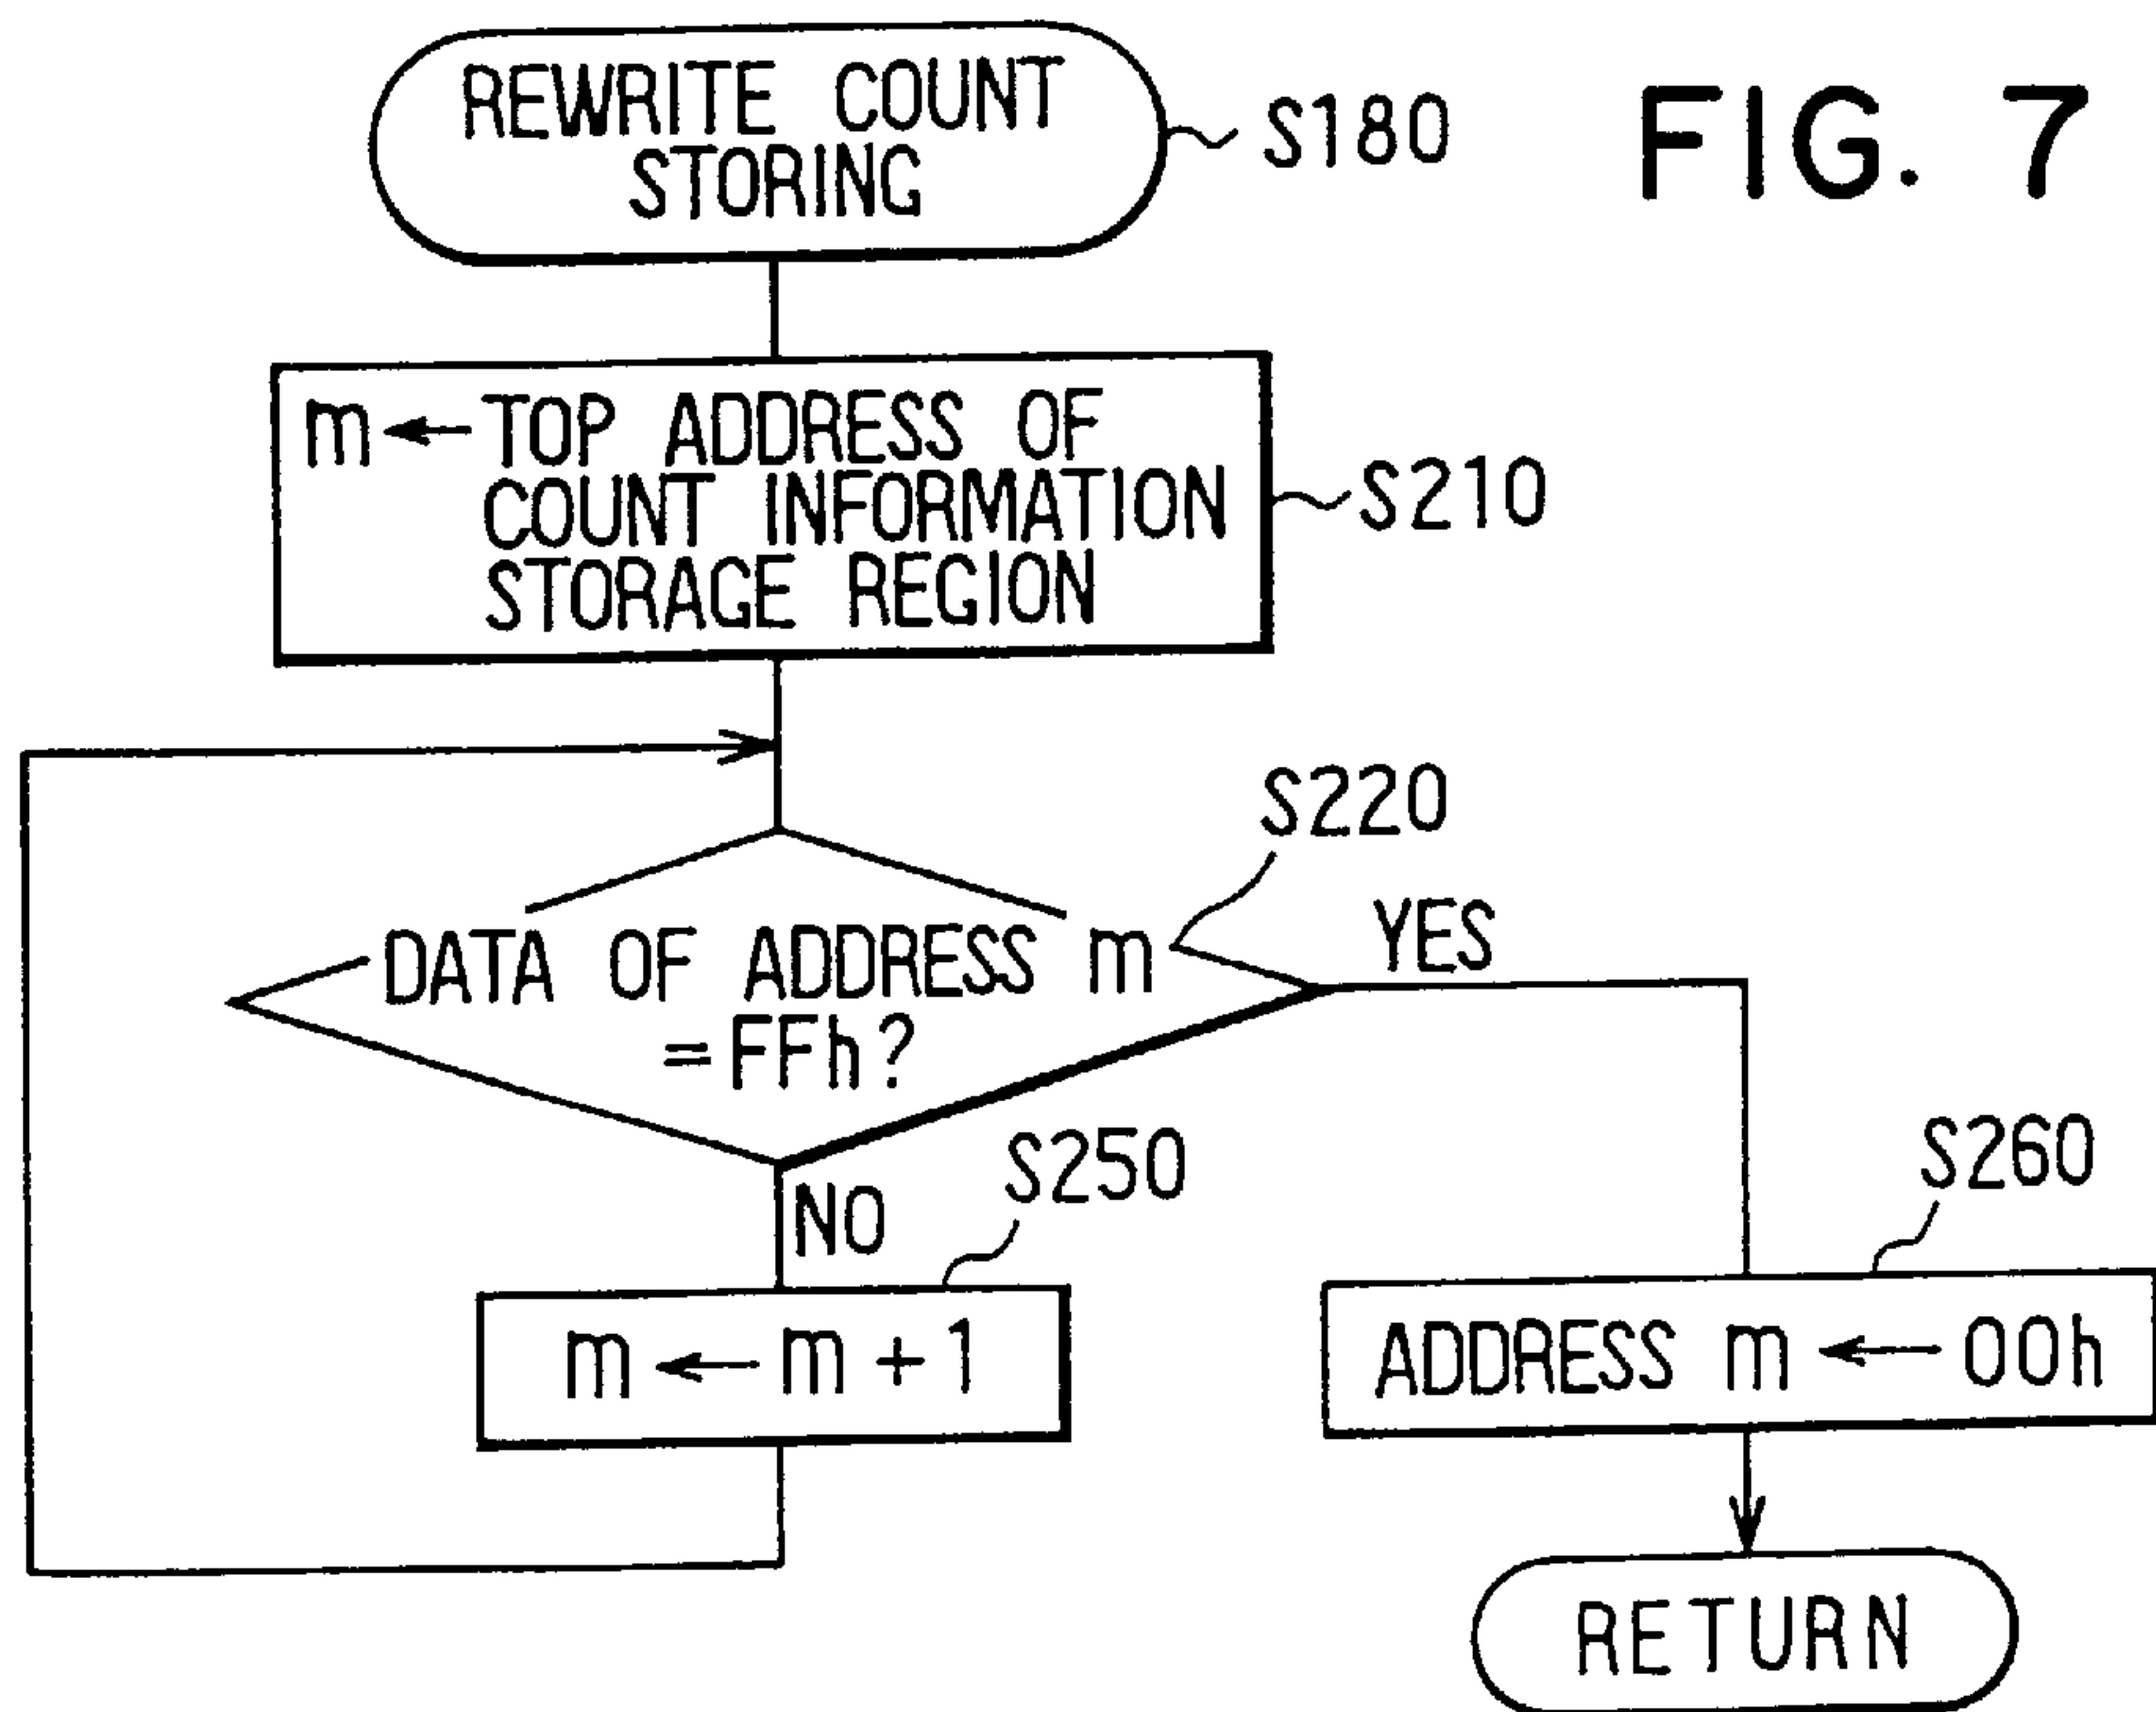 REWRITE COUNT
STORING
S180
FIG. 7
m ← TOP ADDRESS OF
COUNT INFORMATION
STORAGE REGION
S210
S220
DATA OF ADDRESS m
=FFh?
YES
NO
S250
m ← m + 1
S260
ADDRESS m ← 00h
RETURN